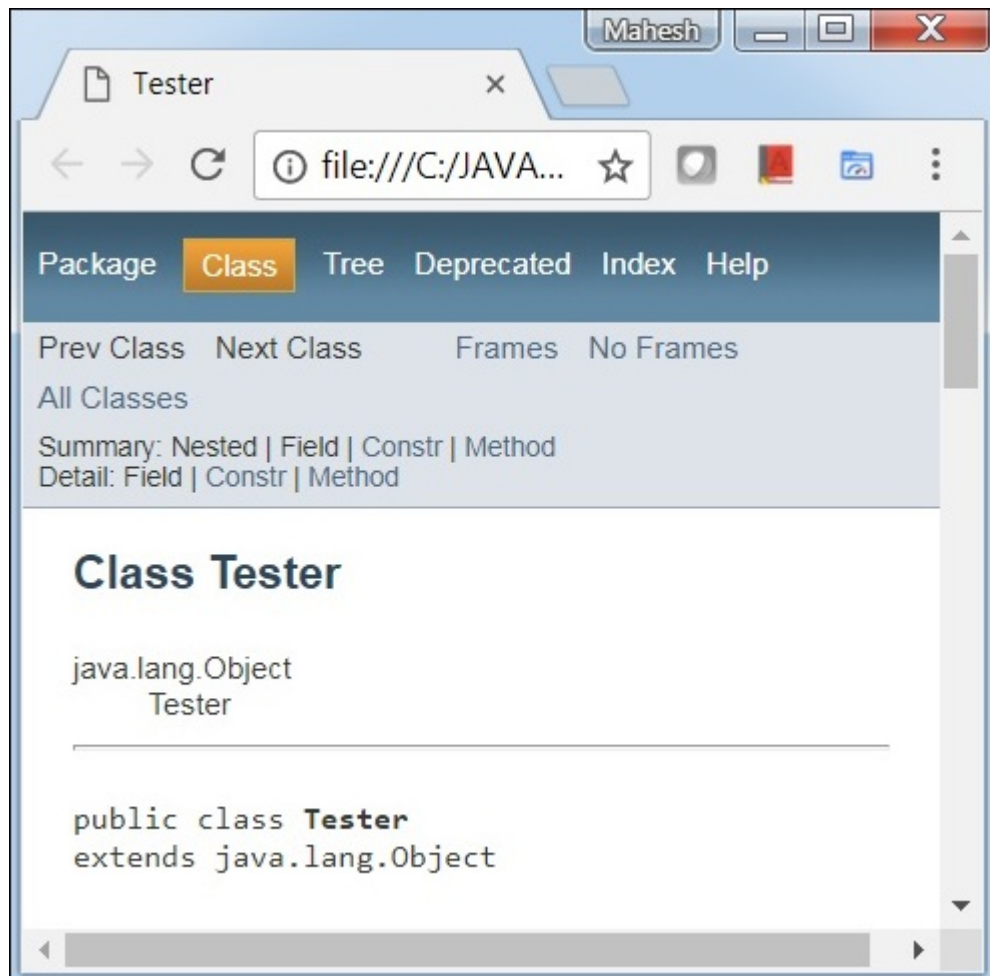 Mahesh
Tester
file:///C:/JAVA...
Package Class Tree Deprecated Index Help
Prev Class Next Class Frames No Frames
All Classes
Summary: Nested | Field | Constr | Method
Detail: Field | Constr | Method
Class Tester
java.lang.Object
Tester
public class Tester
extends java.lang.Object